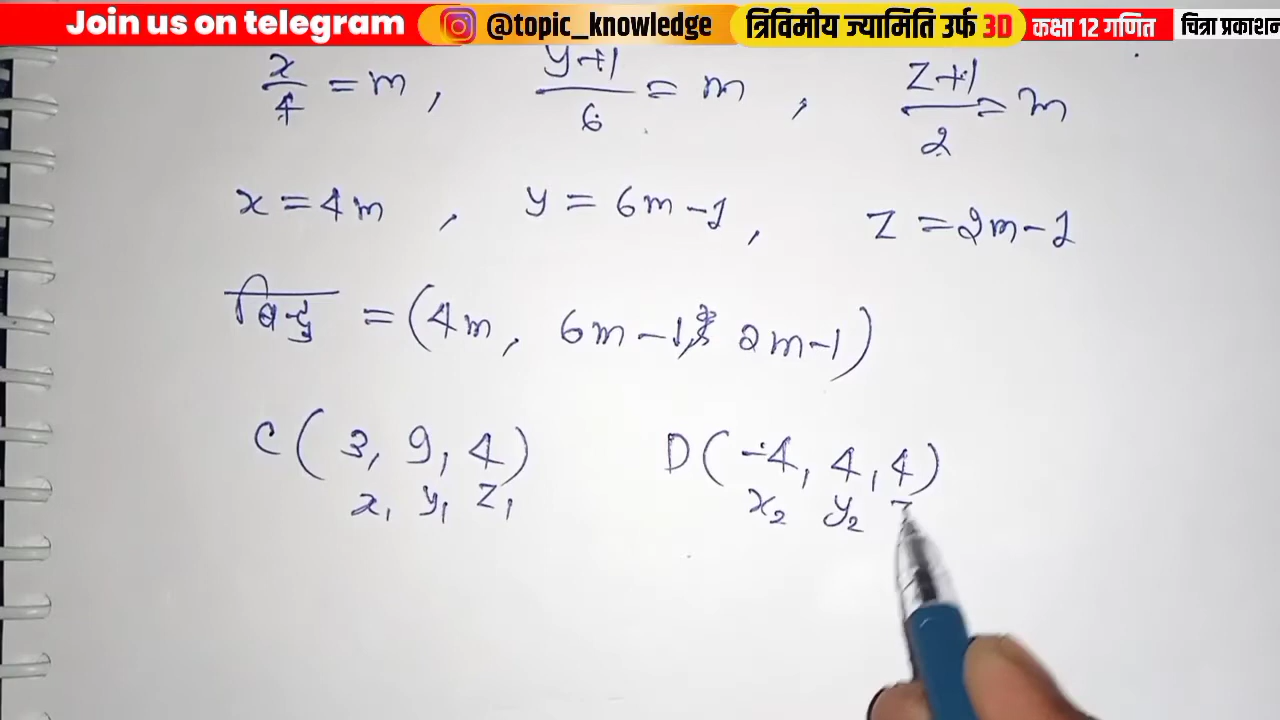 Join us on telegram @topic_knowledge त्रिविमीय ज्यामिति उर्फ 3D कक्षा 12 गणित चित्रा प्रकाशन
x/4 = m, y+1/6 = m, z+1/2 = m
x = 4m, y = 6m-1, z = 2m-1
बिन्दु = (4m, 6m-1, 2m-1)
C(3, 9, 4) D(-4, 4, 4)
x₁ y₁ z₁ x₂ y₂